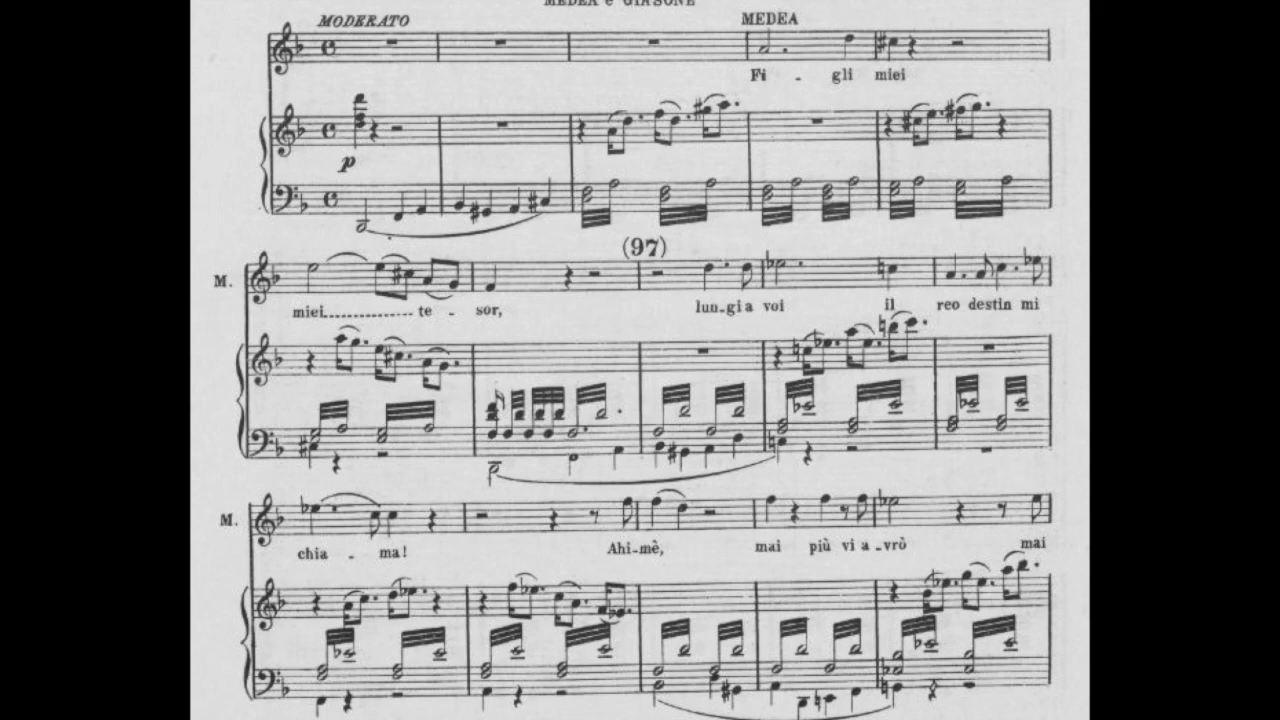 MEDEA e GIASONE
MODERATO
MEDEA
Fi - gli miei
p
(97)
M.
miei............... te - sor, lun-gi a voi il reo destin mi
M.
chia - ma! Ahi-mè, mai più vi a-vrò mai